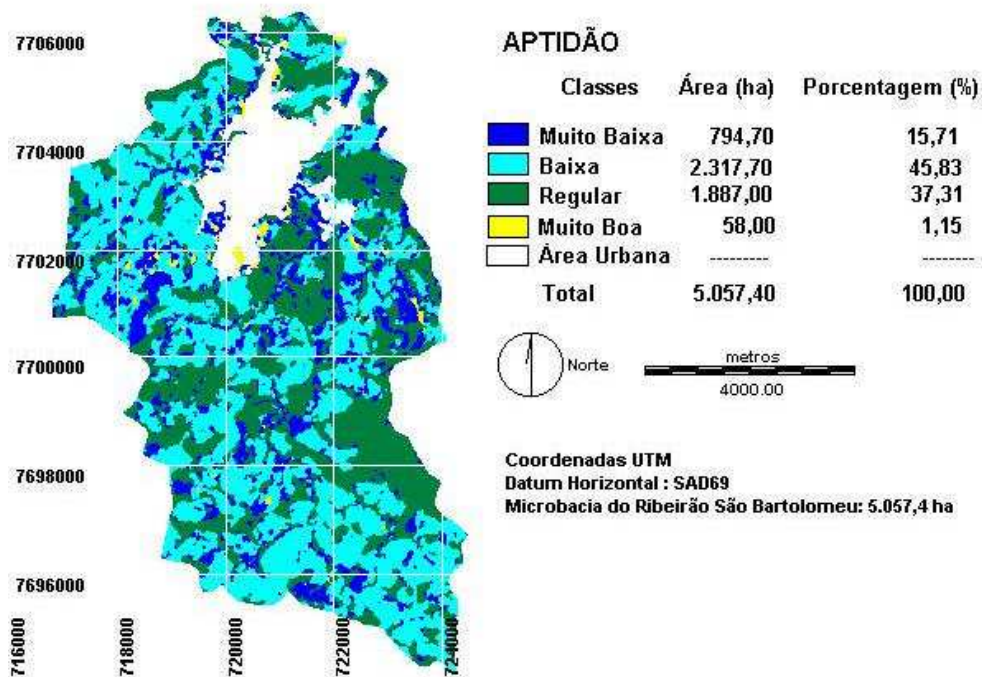 7706000
7704000
7702000
7700000
7698000
7696000
716000
718000
720000
722000
724000
APTIDÃO
Classes Área (ha) Porcentagem (%)
Muito Baixa 794,70 15,71
Baixa 2.317,70 45,83
Regular 1.887,00 37,31
Muito Boa 58,00 1,15
Área Urbana --------- --------
Total 5.057,40 100,00
Norte
metros
4000.00
Coordenadas UTM
Datum Horizontal : SAD69
Microbacia do Ribeirão São Bartolomeu: 5.057,4 ha